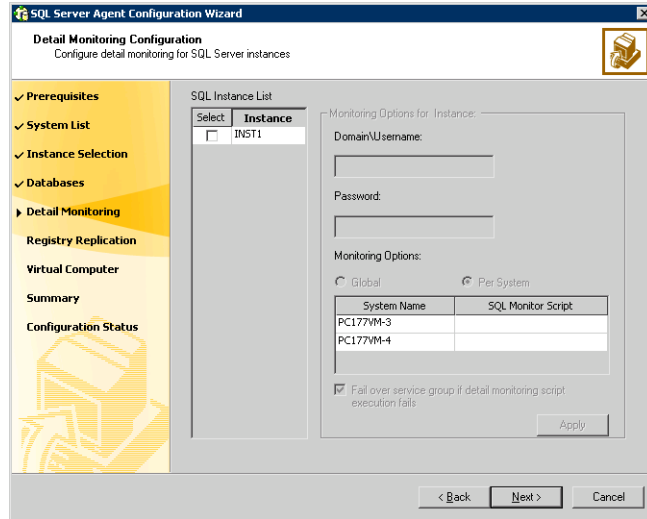 SQL Server Agent Configuration Wizard
Detail Monitoring Configuration
Configure detail monitoring for SQL Server instances
Prerequisites
System List
Instance Selection
Databases
Detail Monitoring
Registry Replication
Virtual Computer
Summary
Configuration Status
SQL Instance List
Select Instance
INST1
Monitoring Options for Instance:
Domain\Username:
Password:
Monitoring Options:
Global Per System
System Name SQL Monitor Script
PC177VM-3
PC177VM-4
Fail over service group if detail monitoring script
execution fails
Apply
< Back Next > Cancel